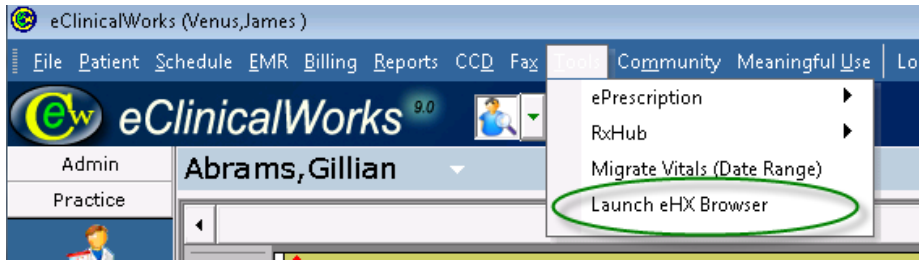 eClinicalWorks (Venus,James )
File Patient Schedule EMR Billing Reports CCD Fax Tools Community Meaningful Use Lo
eClinicalWorks 9.0
ePrescription
RxHub
Migrate Vitals (Date Range)
Launch eHX Browser
Admin
Practice
Abrams,Gillian